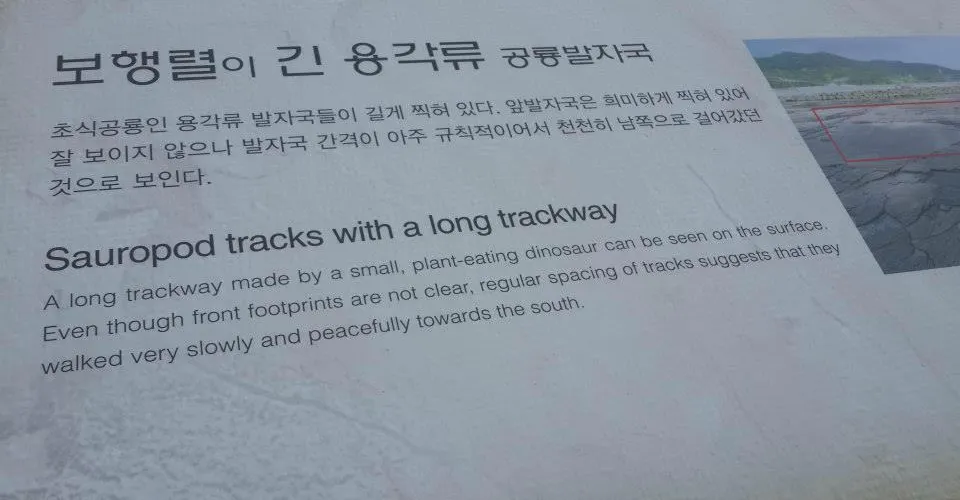 보행렬이 긴 용각류 공룡발자국
초식공룡인 용각류 발자국들이 길게 찍혀 있다. 앞발자국은 희미하게 찍혀 있어
잘 보이지 않으나 발자국 간격이 아주 규칙적이어서 천천히 남쪽으로 걸어갔던
것으로 보인다.
Sauropod tracks with a long trackway
A long trackway made by a small, plant-eating dinosaur can be seen on the surface.
Even though front footprints are not clear, regular spacing of tracks suggests that they
walked very slowly and peacefully towards the south.